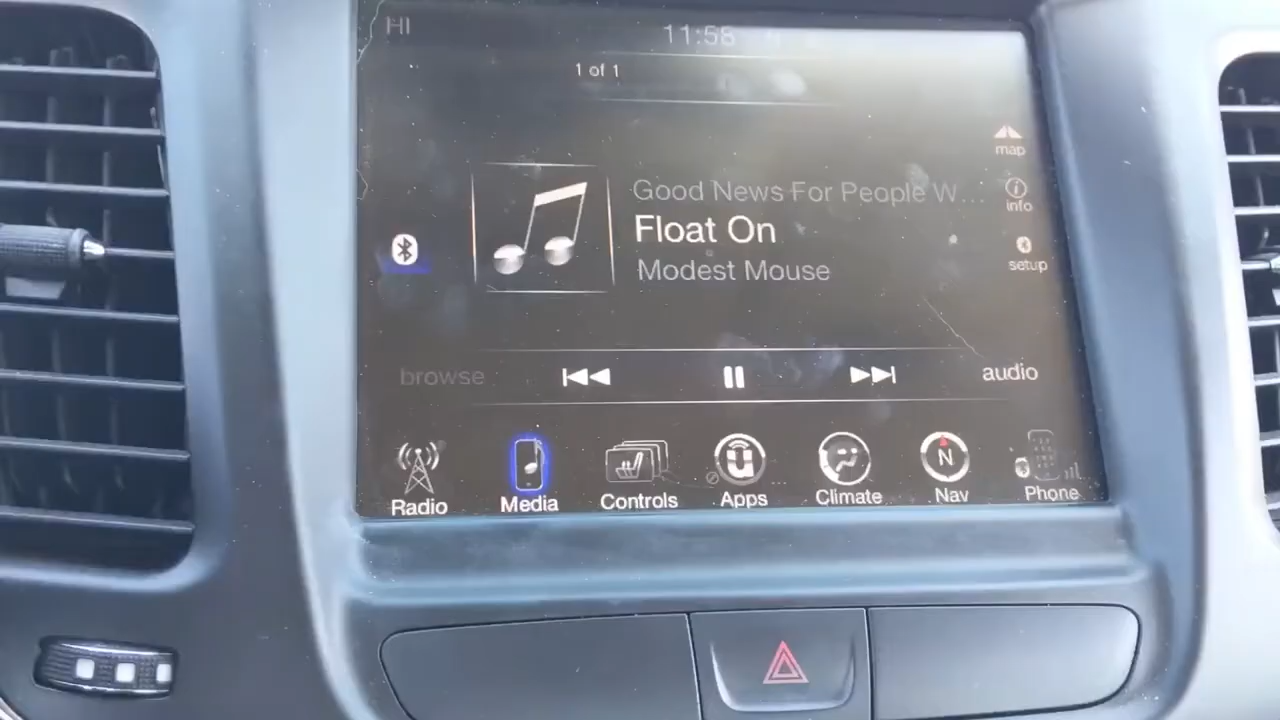 HI
11:58
1 of 1
map
Good News For People W...
info
Float On
Modest Mouse
setup
browse
audio
N
Radio
Media
Controls
Apps
Climate
Nav
Phone